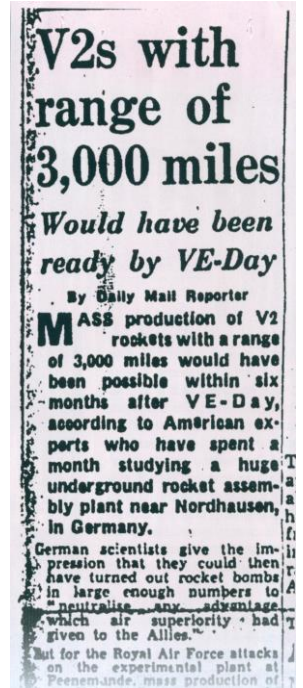 V2s with
range of
3,000 miles
Would have been
ready by VE-Day
By Daily Mail Reporter
MASS production of V2
rockets with a range
of 3,000 miles would have
been possible within six
months after VE-Day,
according to American ex-
perts who have spent a
month studying a huge
underground rocket assem-
bly plant near Nordhausen,
in Germany.
German scientists give the im-
pression that they could then
have turned out rocket bombs
in large enough numbers to
"neutralise any advantage
which air superiority had
given to the Allies."
But for the Royal Air Force attacks
on the experimental plant at
Peenemunde, mass production of